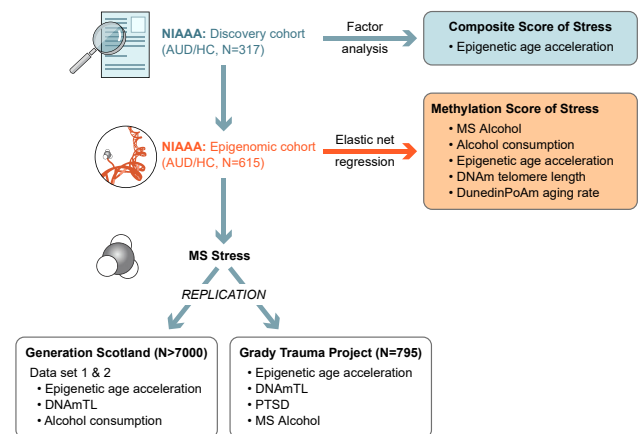 NIAAA: Discovery cohort
(AUD/HC, N=317)
Factor
analysis
Composite Score of Stress
• Epigenetic age acceleration
NIAAA: Epigenomic cohort
(AUD/HC, N=615)
Elastic net
regression
Methylation Score of Stress
• MS Alcohol
• Alcohol consumption
• Epigenetic age acceleration
• DNAm telomere length
• DunedinPoAm aging rate
MS Stress
REPLICATION
Generation Scotland (N>7000)
Data set 1 & 2
• Epigenetic age acceleration
• DNAmTL
• Alcohol consumption
Grady Trauma Project (N=795)
• Epigenetic age acceleration
• DNAmTL
• PTSD
• MS Alcohol